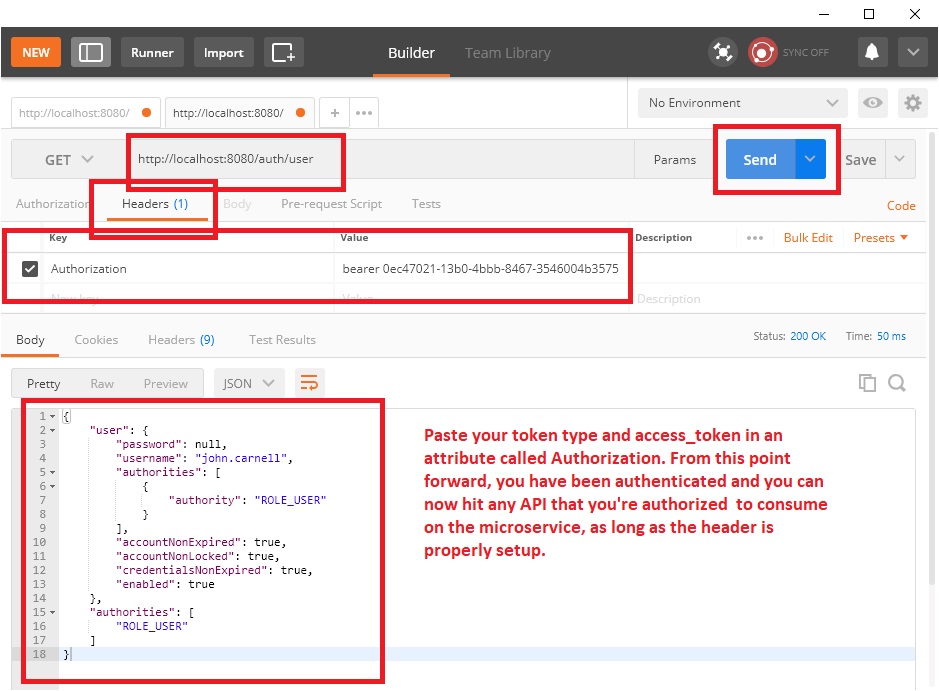 NEW Runner Import Builder Team Library SYNC OFF
http://localhost:8080/ http://localhost:8080/ + ••• No Environment
GET http://localhost:8080/auth/user Params Send Save
Authorization Headers (1) Body Pre-request Script Tests Code
Key Value Description ••• Bulk Edit Presets
Authorization bearer 0ec47021-13b0-4bbb-8467-3546004b3575
New key Value Description
Body Cookies Headers (9) Test Results Status: 200 OK Time: 50 ms
Pretty Raw Preview JSON
1 {
2 "user": {
3 "password": null,
4 "username": "john.carnell",
5 "authorities": [
6 {
7 "authority": "ROLE_USER"
8 }
9 ],
10 "accountNonExpired": true,
11 "accountNonLocked": true,
12 "credentialsNonExpired": true,
13 "enabled": true
14 },
15 "authorities": [
16 "ROLE_USER"
17 ]
18 }
Paste your token type and access_token in an
attribute called Authorization. From this point
forward, you have been authenticated and you can
now hit any API that you're authorized to consume
on the microservice, as long as the header is
properly setup.